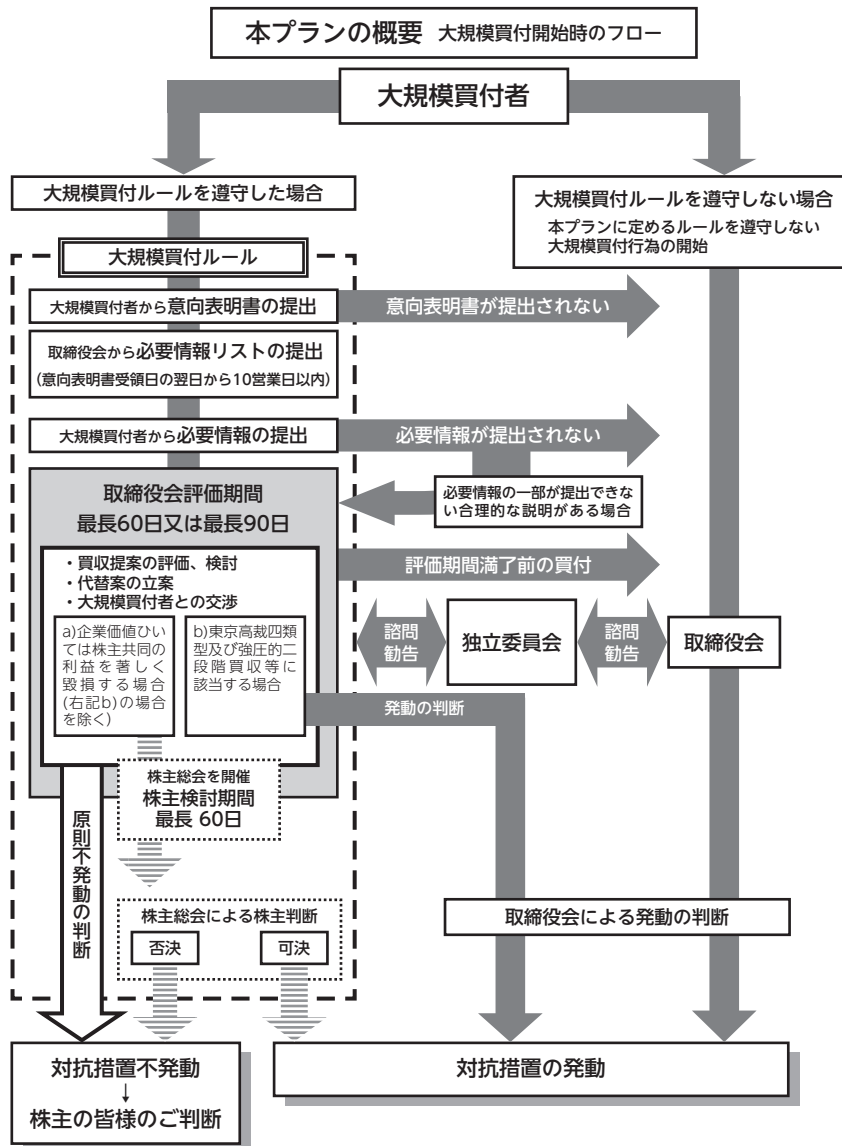 本プランの概要 大規模買付開始時のフロー
大規模買付者
大規模買付ルールを遵守した場合
大規模買付ルールを遵守しない場合
本プランに定めるルールを遵守しない
大規模買付行為の開始
大規模買付ルール
大規模買付者から意向表明書の提出
意向表明書が提出されない
取締役会から必要情報リストの提出
(意向表明書受領日の翌日から10営業日以内)
大規模買付者から必要情報の提出
必要情報が提出されない
必要情報の一部が提出できな
い合理的な説明がある場合
取締役会評価期間
最長60日又は最長90日
評価期間満了前の買付
・買収提案の評価、検討
・代替案の立案
・大規模買付者との交渉
a)企業価値ひい
ては株主共同の
利益を著しく
毀損する場合
(右記b)の場合
を除く)
b)東京高裁四類
型及び強圧的二
段階買収等に
該当する場合
諮問
勧告
独立委員会
諮問
勧告
取締役会
発動の判断
株主総会を開催
株主検討期間
最長 60日
原則不発動の判断
株主総会による株主判断
否決
可決
取締役会による発動の判断
対抗措置不発動
↓
株主の皆様のご判断
対抗措置の発動